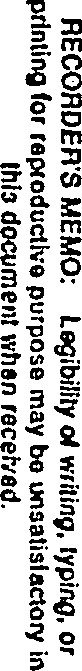 RECORDER'S MEMO: Legibility of writing, typing, or
printing for reproductive purpose may be unsatisfactory in
this document when received.